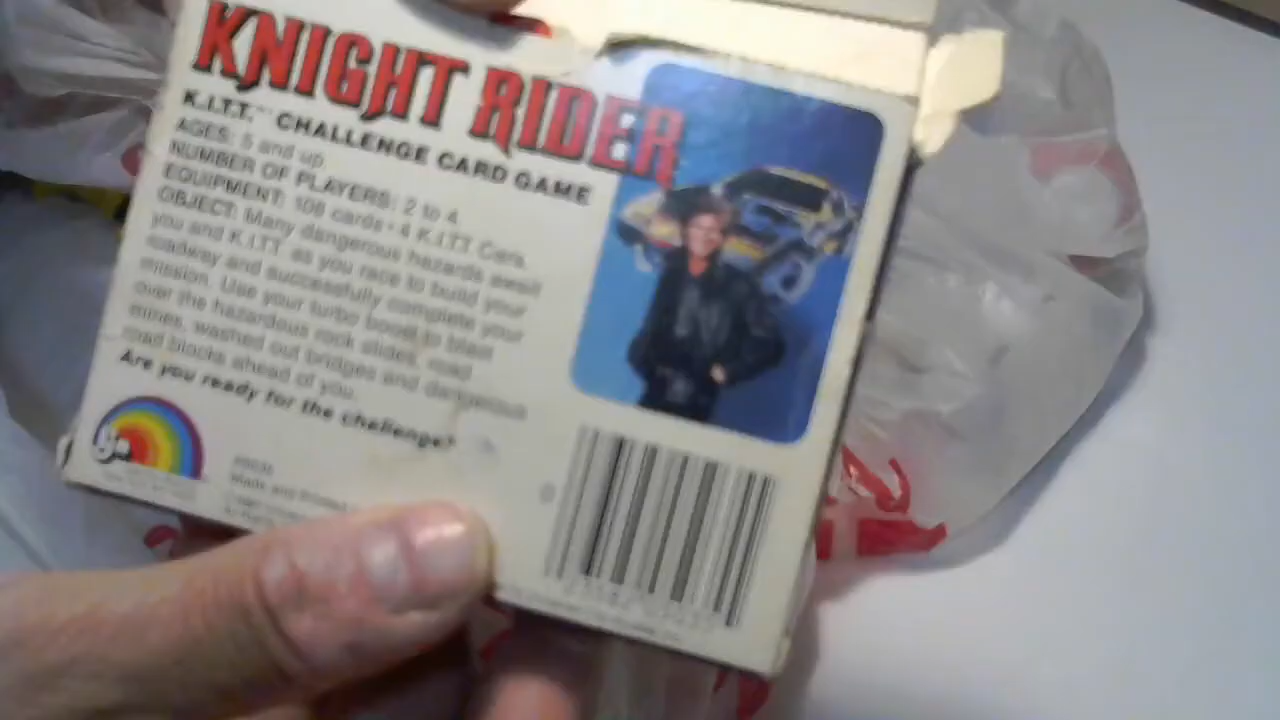 KNIGHT RIDER
K.I.T.T.™ CHALLENGE CARD GAME
AGES: 5 and up
NUMBER OF PLAYERS: 2 to 4
EQUIPMENT: 108 cards • 4 K.I.T.T. Cars
OBJECT: Many dangerous hazards await
you and K.I.T.T. as you race to build your
roadway and successfully complete your
mission. Use your turbo boost to blast
over the hazardous rock slides, road
mines, washed out bridges and dangerous
road blocks ahead of you.
Are you ready for the challenge?
Made and Printed